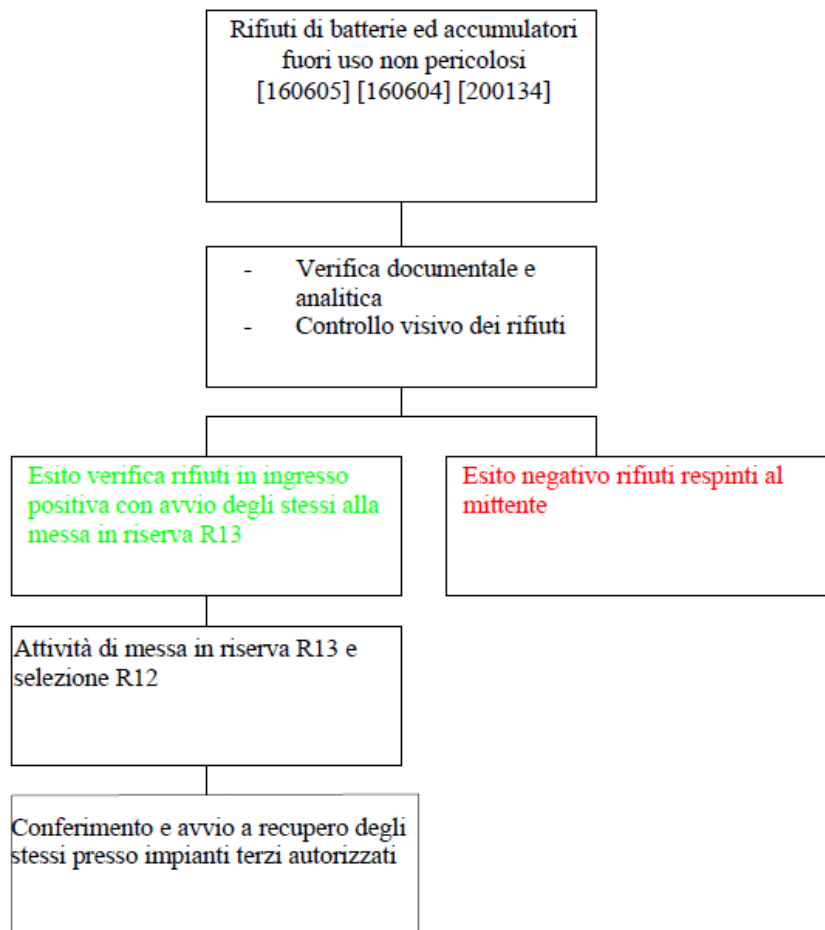 Rifiuti di batterie ed accumulatori
fuori uso non pericolosi
[160605] [160604] [200134]
- Verifica documentale e
analitica
- Controllo visivo dei rifiuti
Esito verifica rifiuti in ingresso
positiva con avvio degli stessi alla
messa in riserva R13
Esito negativo rifiuti respinti al
mittente
Attività di messa in riserva R13 e
selezione R12
Conferimento e avvio a recupero degli
stessi presso impianti terzi autorizzati